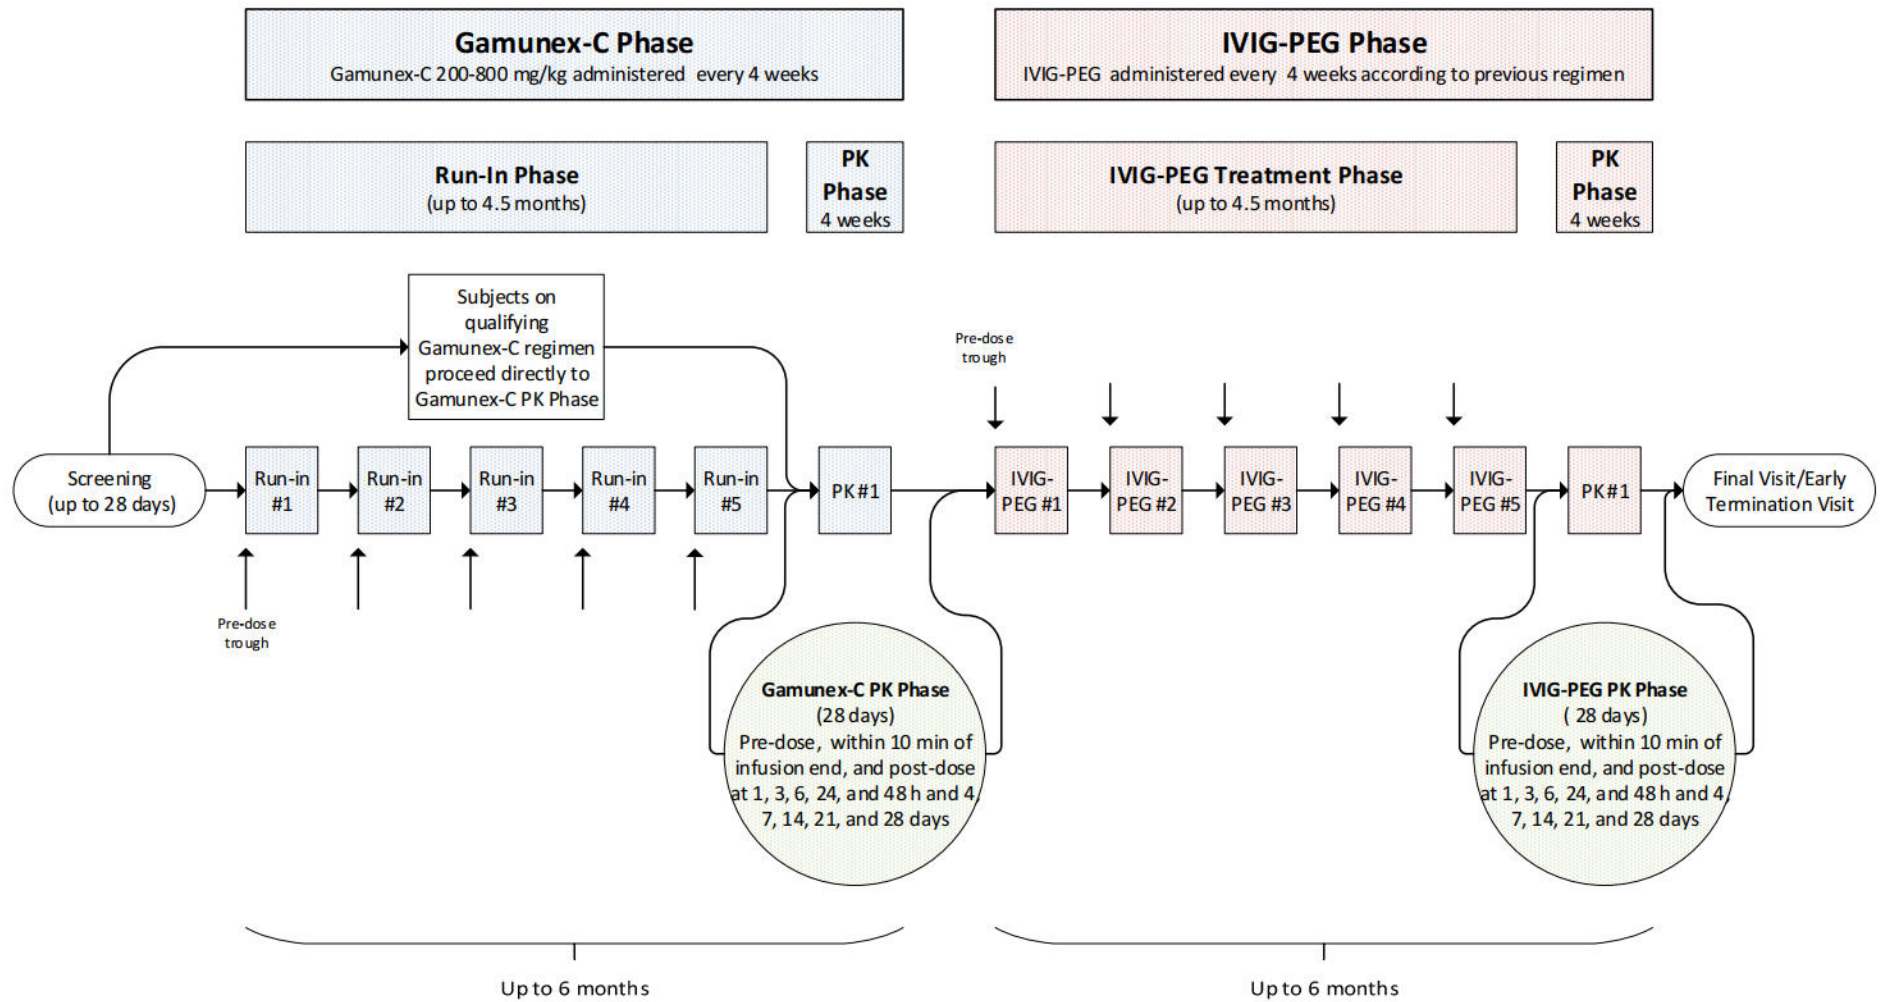 Gamunex-C Phase
Gamunex-C 200-800 mg/kg administered every 4 weeks
IVIG-PEG Phase
IVIG-PEG administered every 4 weeks according to previous regimen
Run-In Phase
(up to 4.5 months)
PK
Phase
4 weeks
IVIG-PEG Treatment Phase
(up to 4.5 months)
PK
Phase
4 weeks
Subjects on
qualifying
Gamunex-C regimen
proceed directly to
Gamunex-C PK Phase
Pre-dose
trough
Screening
(up to 28 days)
Run-in
#1
Run-in
#2
Run-in
#3
Run-in
#4
Run-in
#5
PK#1
IVIG-
PEG #1
IVIG-
PEG #2
IVIG-
PEG #3
IVIG-
PEG #4
IVIG-
PEG #5
PK#1
Final Visit/Early
Termination Visit
Pre-dose
trough
Gamunex-C PK Phase
(28 days)
Pre-dose, within 10 min of
infusion end, and post-dose
at 1, 3, 6, 24, and 48 h and 4,
7, 14, 21, and 28 days
IVIG-PEG PK Phase
( 28 days)
Pre-dose, within 10 min of
infusion end, and post-dose
at 1, 3, 6, 24, and 48 h and 4,
7, 14, 21, and 28 days
Up to 6 months
Up to 6 months